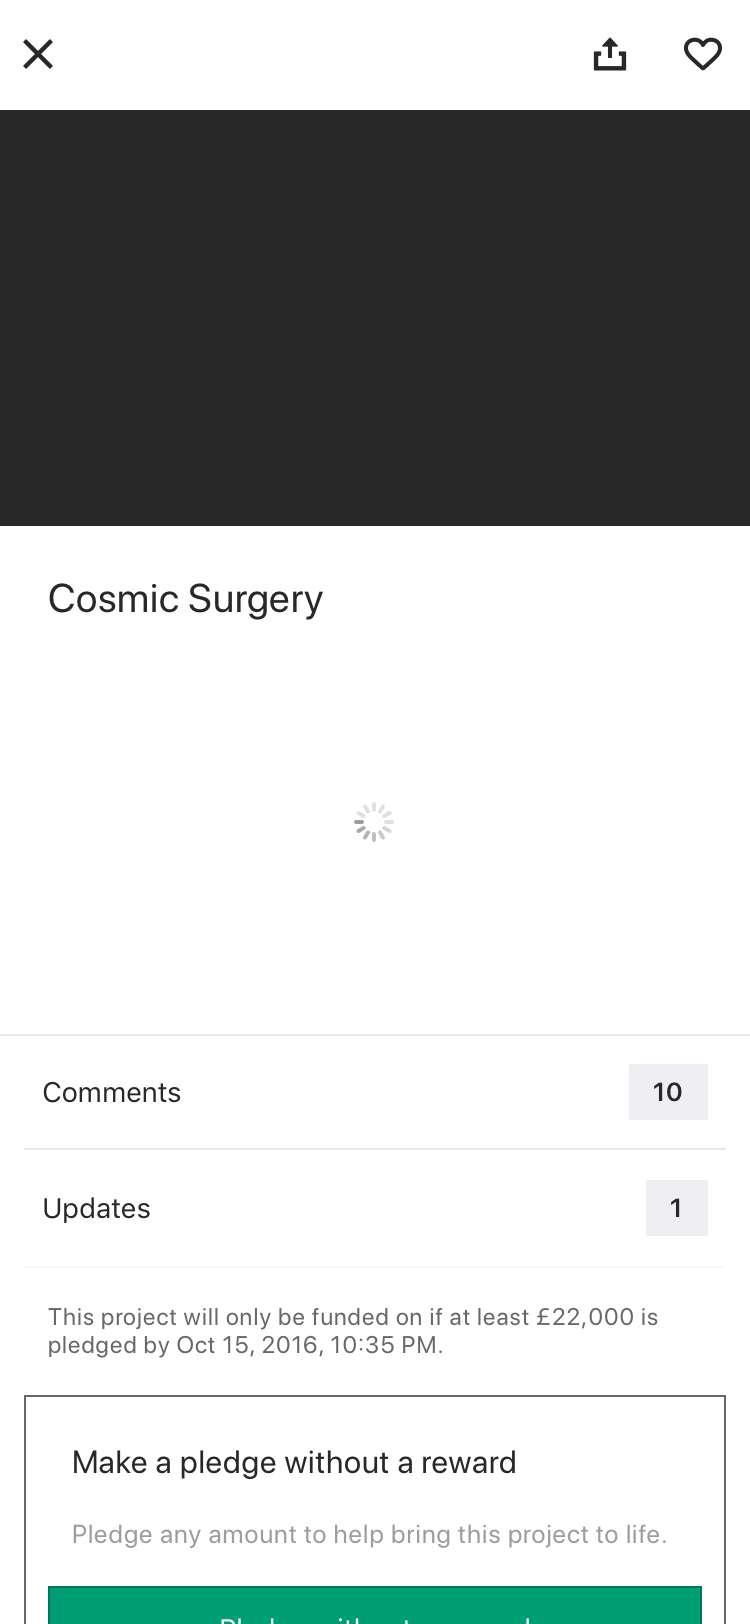 Cosmic Surgery
Comments
10
Updates
1
This project will only be funded on if at least £22,000 is
pledged by Oct 15, 2016, 10:35 PM.
Make a pledge without a reward
Pledge any amount to help bring this project to life.